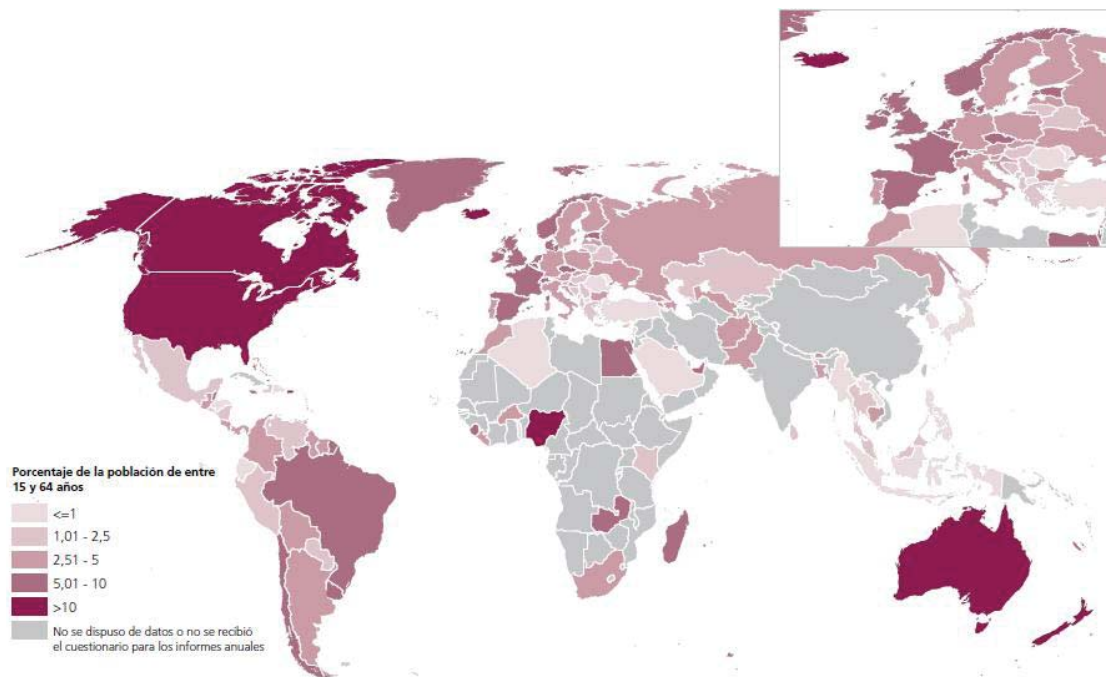 Porcentaje de la población de entre
15 y 64 años
<=1
1,01 - 2,5
2,51 - 5
5,01 - 10
>10
No se dispuso de datos o no se recibió
el cuestionario para los informes anuales